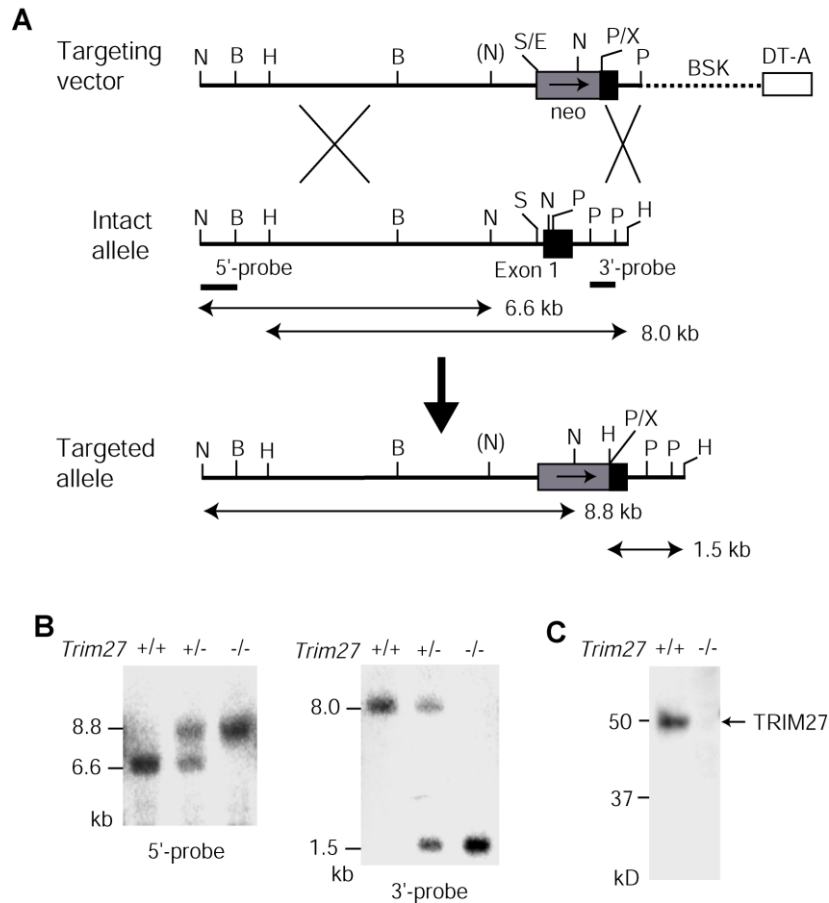 A
Targeting vector
N B H B (N) S/E N P/X P BSK DT-A
neo
Intact allele
N B H B N S N P P P H
5'-probe Exon 1 3'-probe
6.6 kb
8.0 kb
Targeted allele
N B H B (N) N H P/X P P H
8.8 kb
1.5 kb
B
Trim27 +/+ +/- -/-
8.8
6.6
kb
5'-probe
Trim27 +/+ +/- -/-
8.0
1.5
kb
3'-probe
C
Trim27 +/+ -/-
50 TRIM27
37
kD